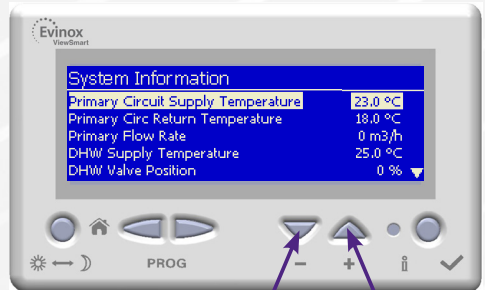 Evinox
ViewSmart
System Information
Primary Circuit Supply Temperature 23.0 °C
Primary Circ Return Temperature 18.0 °C
Primary Flow Rate 0 m3/h
DHW Supply Temperature 25.0 °C
DHW Valve Position 0 %
PROG - + i